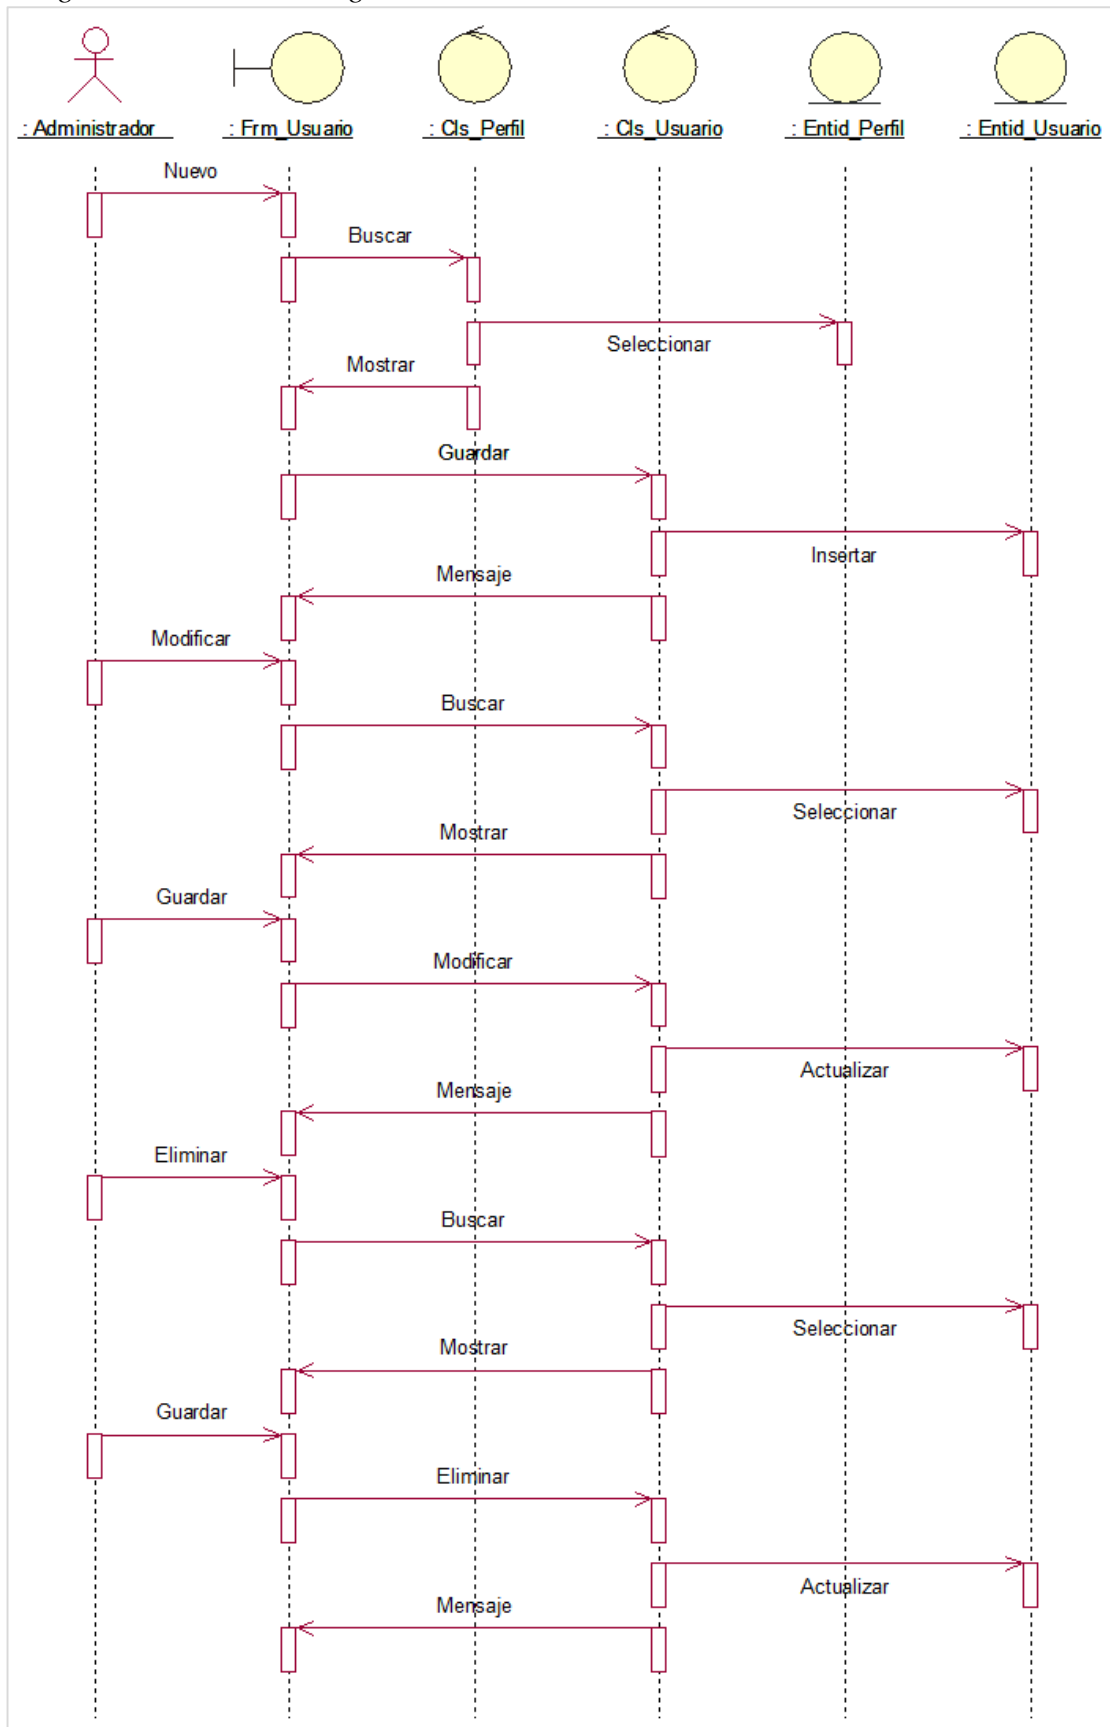 : Administrador
: Frm_Usuario
: Cls_Perfil
: Cls_Usuario
: Entid_Perfil
: Entid_Usuario
Nuevo
Buscar
Seleccionar
Mostrar
Guardar
Insertar
Mensaje
Modificar
Buscar
Seleccionar
Mostrar
Guardar
Modificar
Actualizar
Mensaje
Eliminar
Buscar
Seleccionar
Mostrar
Guardar
Eliminar
Actualizar
Mensaje